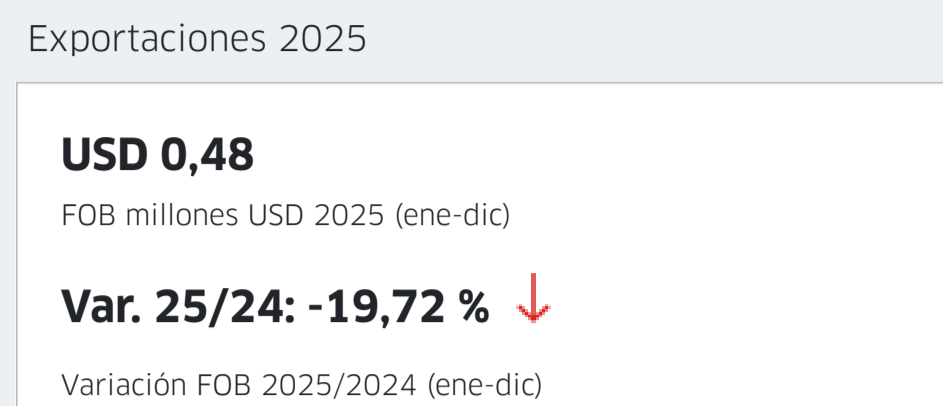 Exportaciones 2025
USD 0,48
FOB millones USD 2025 (ene-dic)
Var. 25/24: -19,72 %
Variación FOB 2025/2024 (ene-dic)